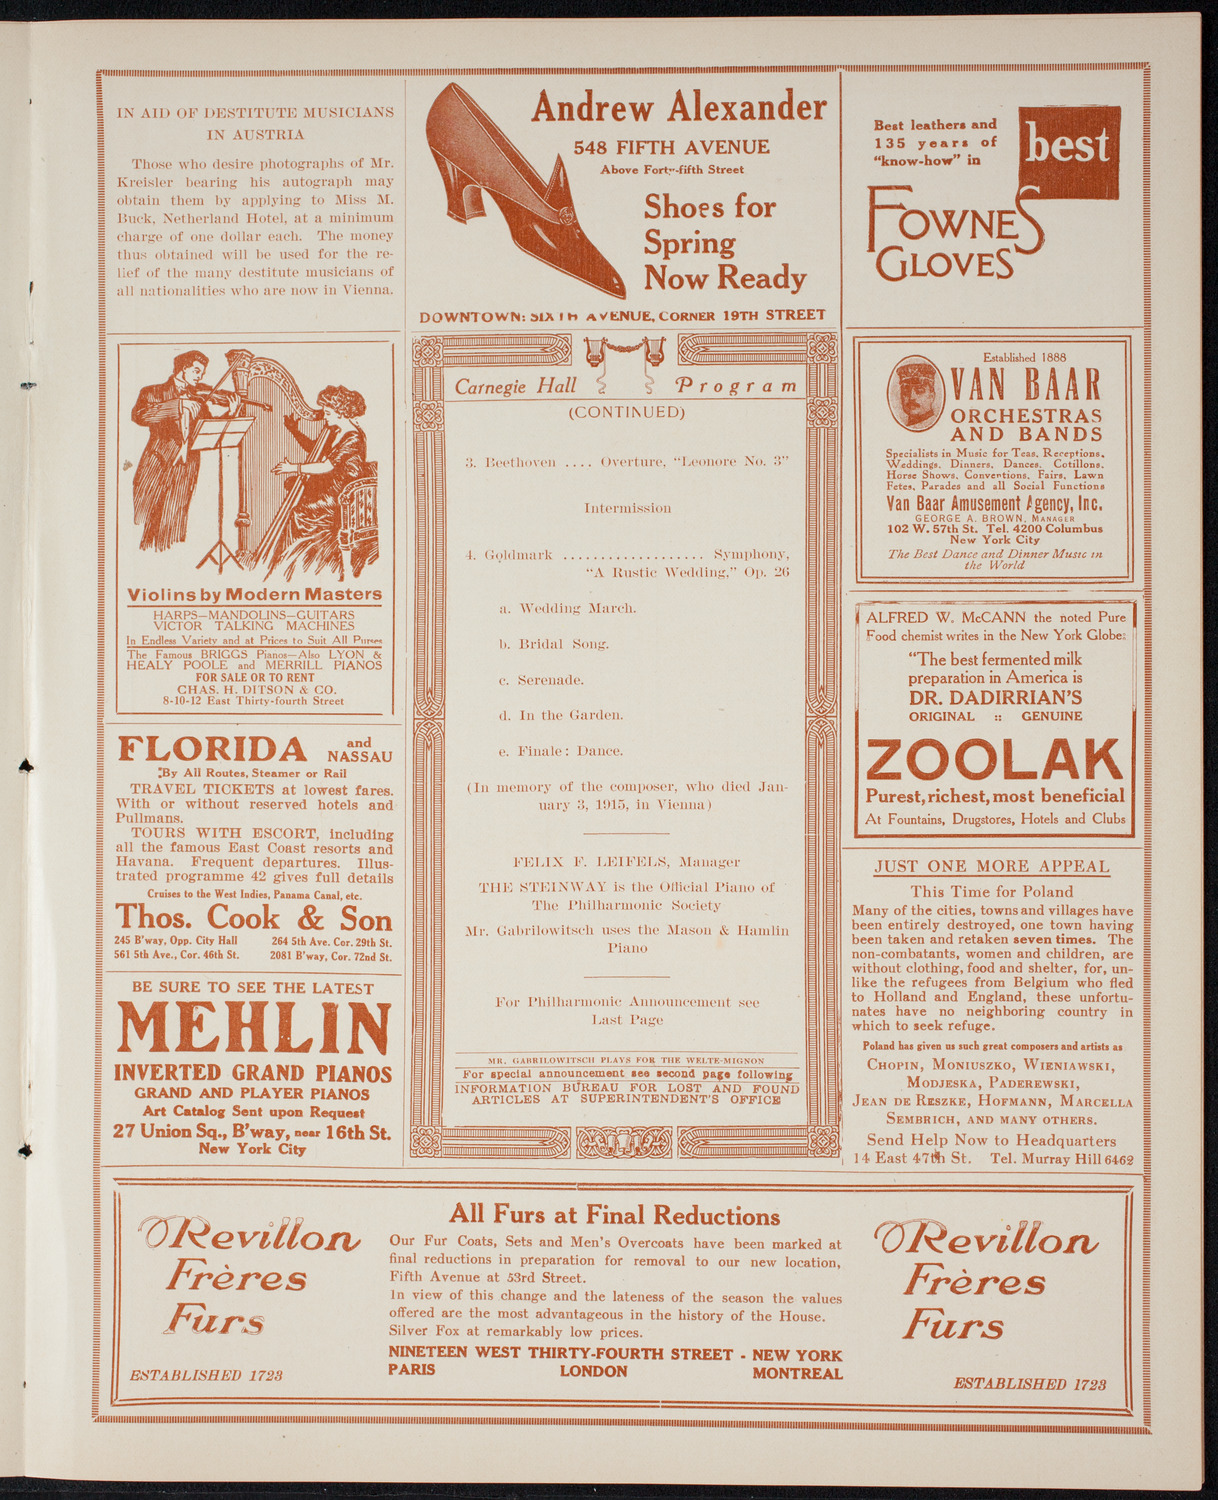 IN AID OF DESTITUTE MUSICIANS
IN AUSTRIA
Those who desire photographs of Mr.
Kreisler bearing his autograph may
obtain them by applying to Miss M.
Buck, Netherland Hotel, at a minimum
charge of one dollar each. The money
thus obtained will be used for the re-
lief of the many destitute musicians of
all nationalities who are now in Vienna.
Andrew Alexander
548 FIFTH AVENUE
Above Forty-fifth Street
Shoes for
Spring
Now Ready
DOWNTOWN: SIXTH AVENUE, CORNER 19TH STREET
Best leathers and
135 years of
"know-how" in
best
FOWNES
GLOVES
Violins by Modern Masters
HARPS—MANDOLINS—GUITARS
VICTOR TALKING MACHINES
In Endless Variety and at Prices to Suit All Purses
The Famous BRIGGS Pianos—Also LYON &
HEALY POOLE and MERRILL PIANOS
FOR SALE OR TO RENT
CHAS. H. DITSON & CO.
8-10-12 East Thirty-fourth Street
FLORIDA and
NASSAU
By All Routes, Steamer or Rail
TRAVEL TICKETS at lowest fares.
With or without reserved hotels and
Pullmans.
TOURS WITH ESCORT, including
all the famous East Coast resorts and
Havana. Frequent departures. Illus-
trated programme 42 gives full details
Cruises to the West Indies, Panama Canal, etc.
Thos. Cook & Son
245 B'way, Opp. City Hall 264 5th Ave. Cor. 29th St.
561 5th Ave., Cor. 46th St. 2081 B'way, Cor. 72nd St.
BE SURE TO SEE THE LATEST
MEHLIN
INVERTED GRAND PIANOS
GRAND AND PLAYER PIANOS
Art Catalog Sent upon Request
27 Union Sq., B'way, near 16th St.
New York City
Carnegie Hall Program
(CONTINUED)
3. Beethoven .... Overture, "Leonore No. 3"
Intermission
4. Goldmark ................... Symphony,
"A Rustic Wedding," Op. 26
a. Wedding March.
b. Bridal Song.
c. Serenade.
d. In the Garden.
e. Finale: Dance.
(In memory of the composer, who died Jan-
uary 3, 1915, in Vienna)
FELIX F. LEIFELS, Manager
THE STEINWAY is the Official Piano of
The Philharmonic Society
Mr. Gabrilowitsch uses the Mason & Hamlin
Piano
For Philharmonic Announcement see
Last Page
MR. GABRILOWITSCH PLAYS FOR THE WELTE-MIGNON
For special announcement see second page following
INFORMATION BUREAU FOR LOST AND FOUND
ARTICLES AT SUPERINTENDENT'S OFFICE
Established 1888
VAN BAAR
ORCHESTRAS
AND BANDS
Specialists in Music for Teas, Receptions,
Weddings, Dinners, Dances, Cotillons,
Horse Shows, Conventions, Fairs, Lawn
Fetes, Parades and all Social Functions
Van Baar Amusement Agency, Inc.
GEORGE A. BROWN, MANAGER
102 W. 57th St. Tel. 4200 Columbus
New York City
The Best Dance and Dinner Music in
the World
ALFRED W. McCANN the noted Pure
Food chemist writes in the New York Globe:
"The best fermented milk
preparation in America is
DR. DADIRRIAN'S
ORIGINAL :: GENUINE
ZOOLAK
Purest, richest, most beneficial
At Fountains, Drugstores, Hotels and Clubs
JUST ONE MORE APPEAL
This Time for Poland
Many of the cities, towns and villages have
been entirely destroyed, one town having
been taken and retaken seven times. The
non-combatants, women and children, are
without clothing, food and shelter, for, un-
like the refugees from Belgium who fled
to Holland and England, these unfortu-
nates have no neighboring country in
which to seek refuge.
Poland has given us such great composers and artists as
CHOPIN, MONIUSZKO, WIENIAWSKI,
MODJESKA, PADEREWSKI,
JEAN DE RESZKE, HOFMANN, MARCELLA
SEMBRICH, AND MANY OTHERS.
Send Help Now to Headquarters
14 East 47th St. Tel. Murray Hill 6462
Revillon
Frères
Furs
ESTABLISHED 1723
All Furs at Final Reductions
Our Fur Coats, Sets and Men's Overcoats have been marked at
final reductions in preparation for removal to our new location,
Fifth Avenue at 53rd Street.
In view of this change and the lateness of the season the values
offered are the most advantageous in the history of the House.
Silver Fox at remarkably low prices.
NINETEEN WEST THIRTY-FOURTH STREET - NEW YORK
PARIS LONDON MONTREAL
Revillon
Frères
Furs
ESTABLISHED 1723